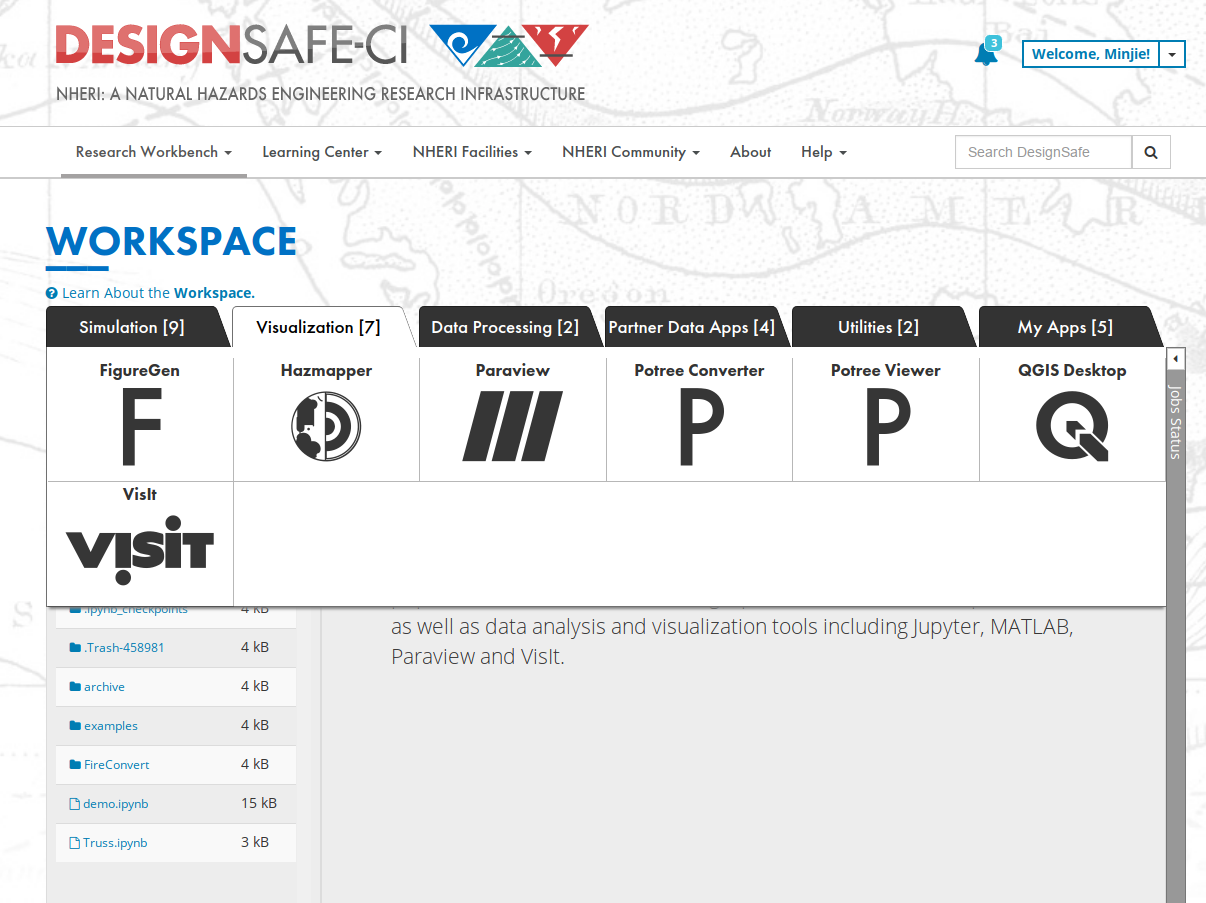 DESIGNSAFE-CI
NHERI: A NATURAL HAZARDS ENGINEERING RESEARCH INFRASTRUCTURE
3
Welcome, Minjie!
Research Workbench
Learning Center
NHERI Facilities
NHERI Community
About
Help
Search DesignSafe
Norway H
NORDW AMER
WORKSPACE
Oregon
Learn About the Workspace.
Simulation [9]
Visualization [7]
Data Processing [2]
Partner Data Apps [4]
Utilities [2]
My Apps [5]
FigureGen
Hazmapper
Paraview
Potree Converter
Potree Viewer
QGIS Desktop
F
P
P
Q
Jobs Status
VisIt
VISIT
.ipynb_checkpoints 4 kB
.Trash-458981 4 kB
archive 4 kB
examples 4 kB
FireConvert 4 kB
demo.ipynb 15 kB
Truss.ipynb 3 kB
as well as data analysis and visualization tools including Jupyter, MATLAB,
Paraview and VisIt.